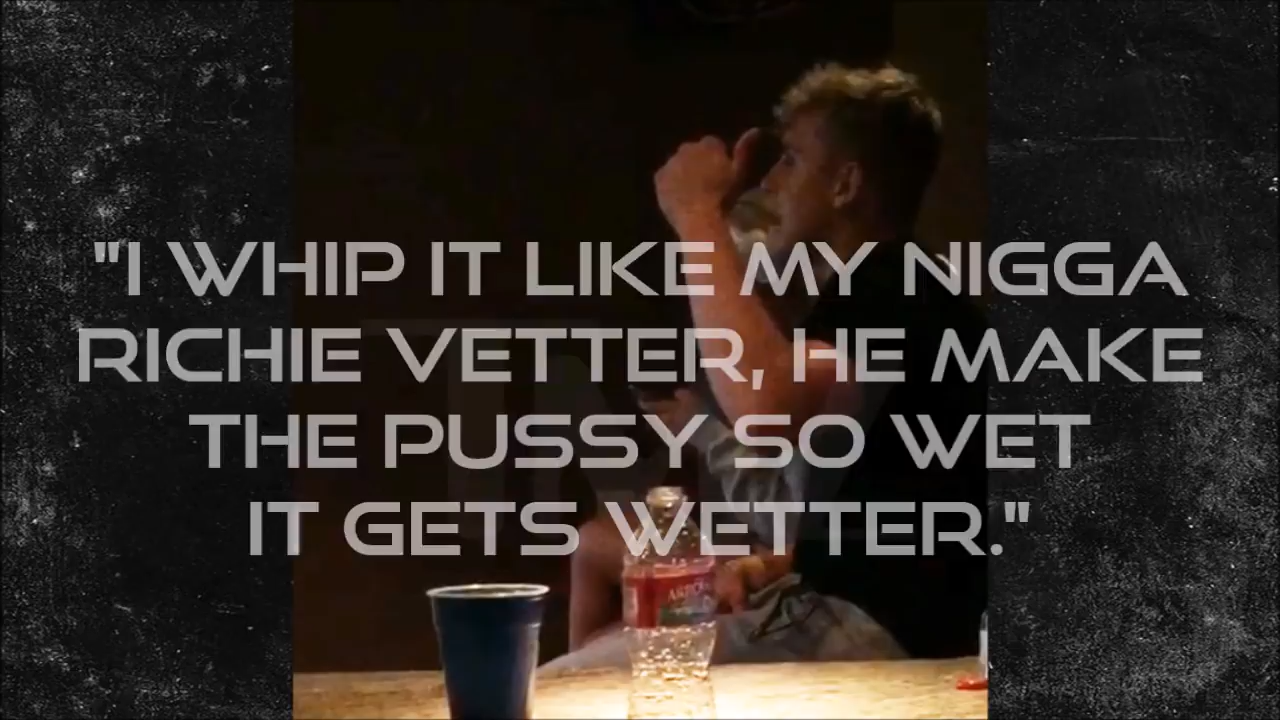 "I WHIP IT LIKE MY NIGGA
RICHIE VETTER, HE MAKE
THE PUSSY SO WET
IT GETS WETTER."